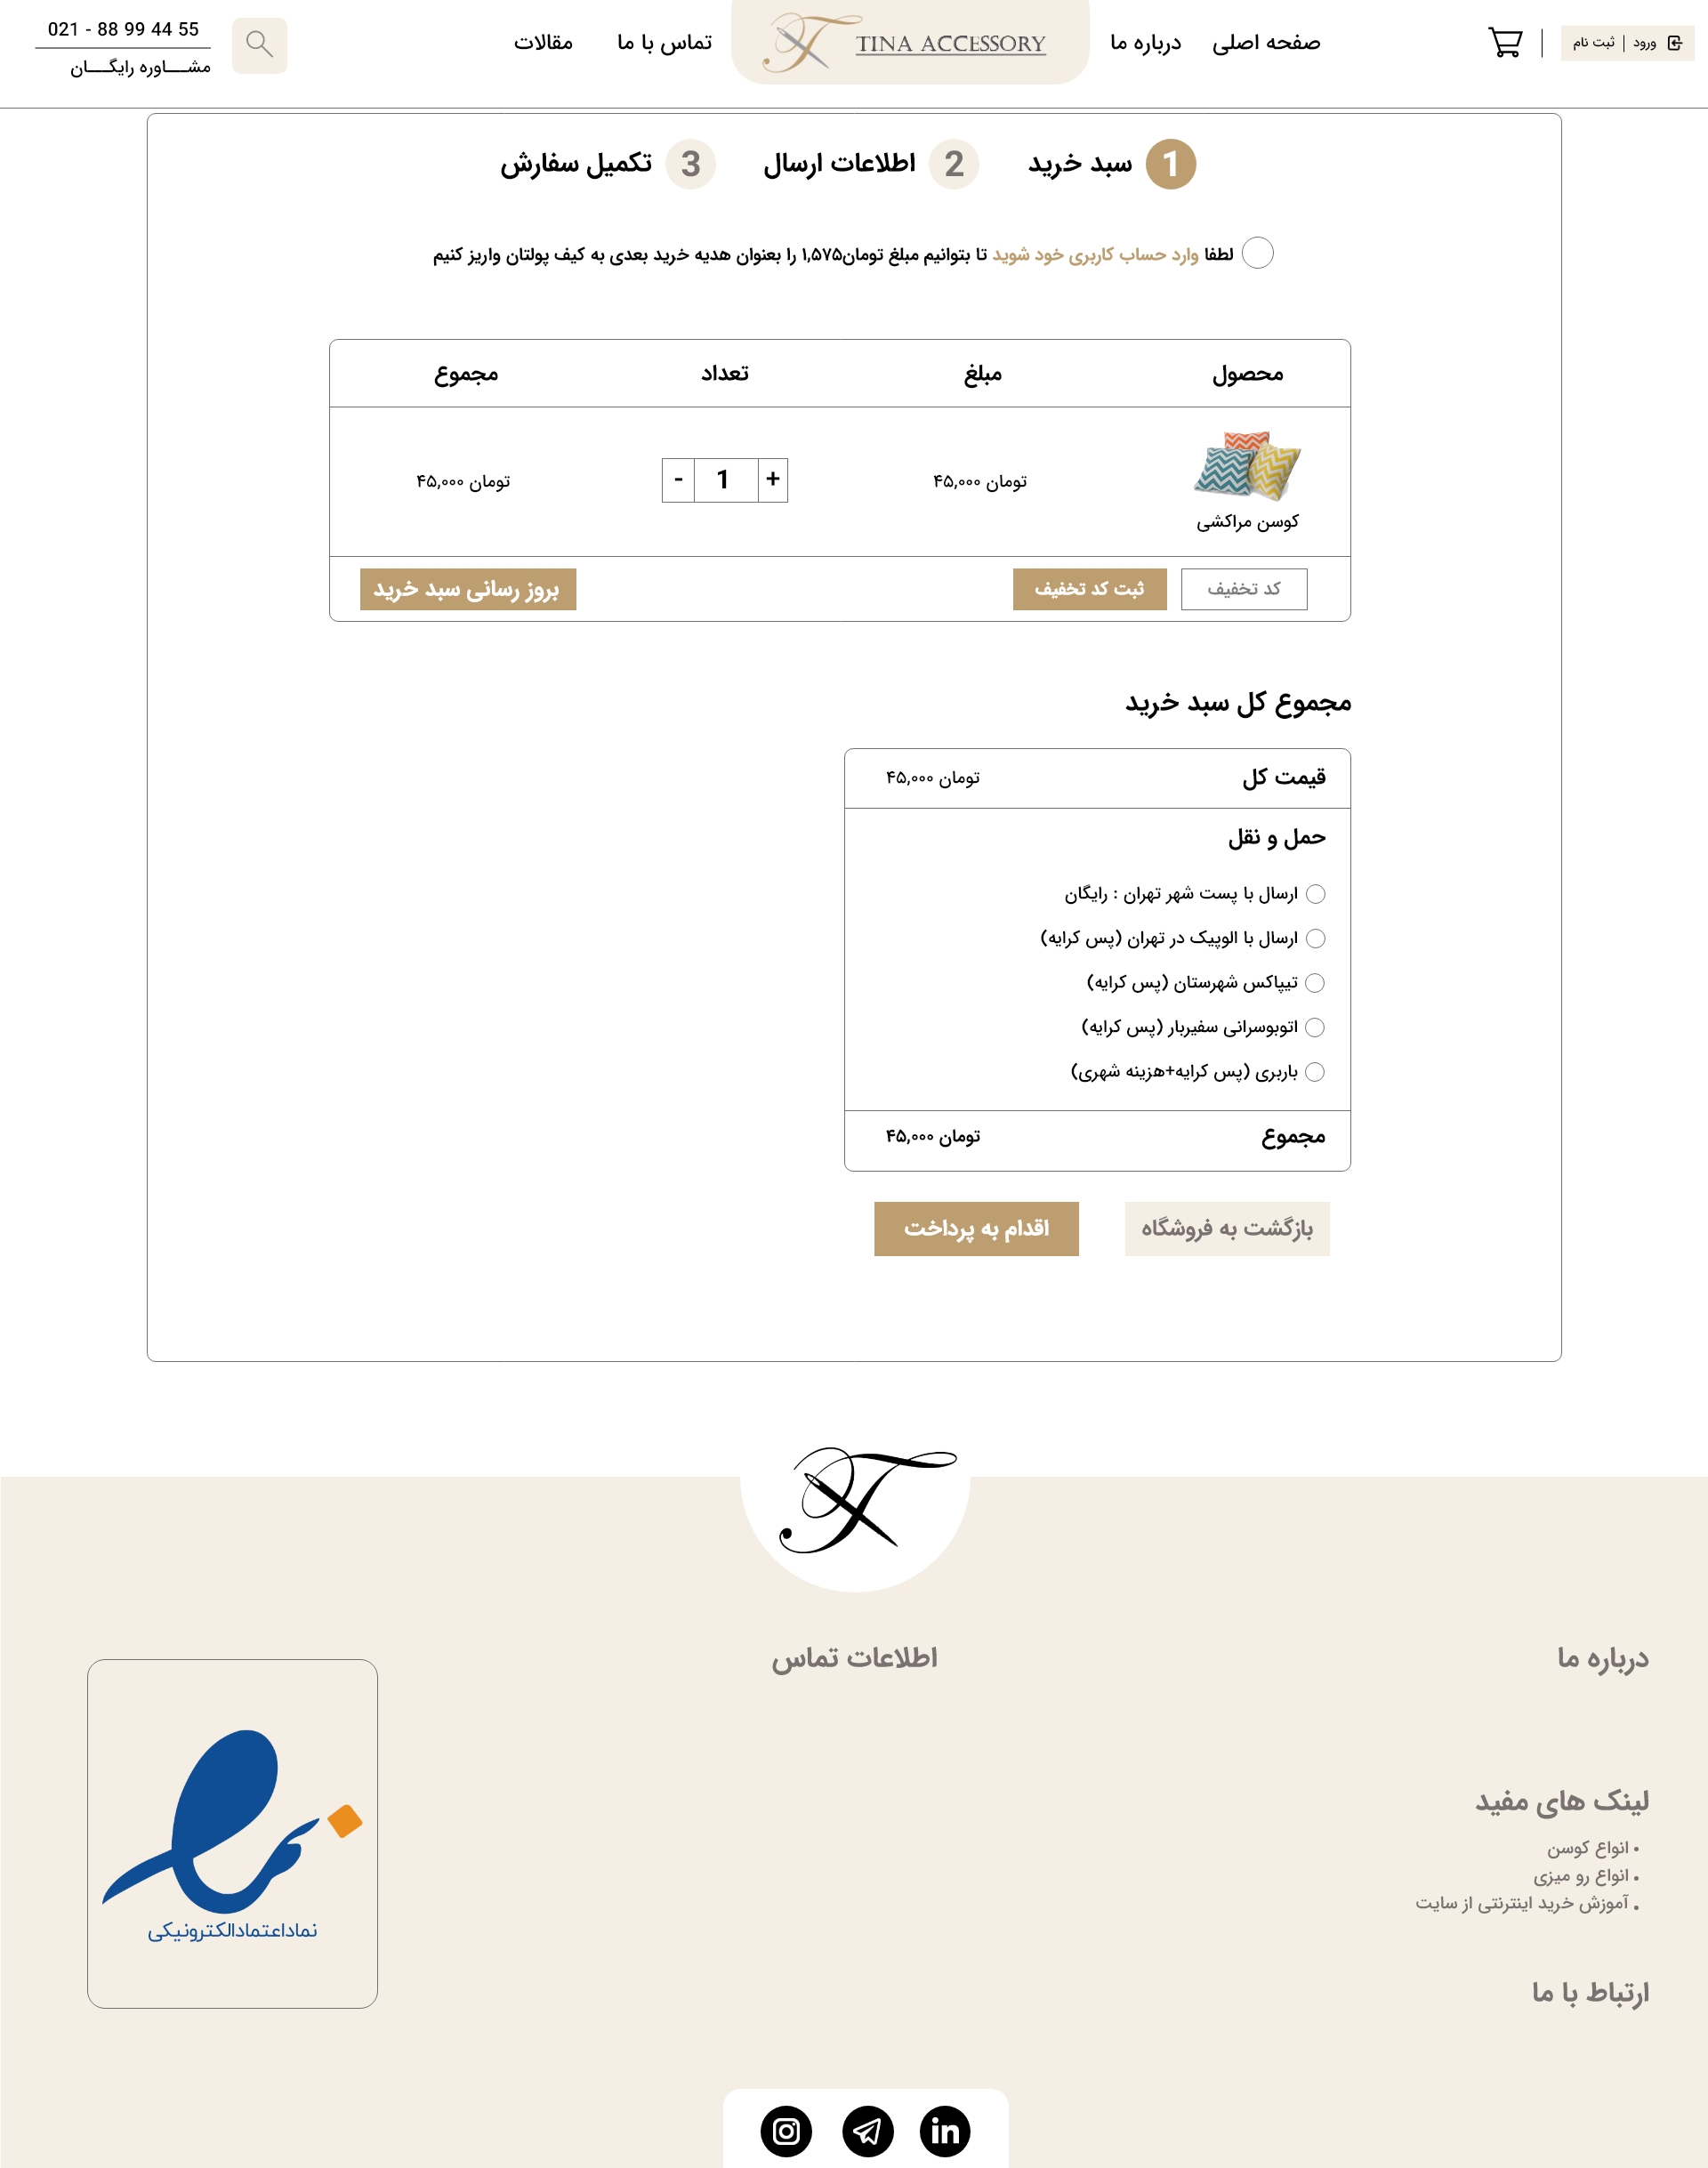 ورود | ثبت نام
صفحه اصلی
درباره ما
TINA ACCESSORY
تماس با ما
مقالات
021 - 88 99 44 55
مشـــاوره رایگـــان
1 سبد خرید
2 اطلاعات ارسال
3 تکمیل سفارش
لطفا وارد حساب کاربری خود شوید تا بتوانیم مبلغ تومان۱,۵۷۵ را بعنوان هدیه خرید بعدی به کیف پولتان واریز کنیم
محصول مبلغ تعداد مجموع
تومان ۴۵,۰۰۰ + 1 - تومان ۴۵,۰۰۰
کوسن مراکشی
کد تخفیف ثبت کد تخفیف بروز رسانی سبد خرید
مجموع کل سبد خرید
قیمت کل تومان ۴۵,۰۰۰
حمل و نقل
ارسال با پست شهر تهران : رایگان
ارسال با الوپیک در تهران (پس کرایه)
تیپاکس شهرستان (پس کرایه)
اتوبوسرانی سفیربار (پس کرایه)
باربری (پس کرایه+هزینه شهری)
مجموع تومان ۴۵,۰۰۰
بازگشت به فروشگاه اقدام به پرداخت
درباره ما
اطلاعات تماس
لینک های مفید
• انواع کوسن
• انواع رو میزی
• آموزش خرید اینترنتی از سایت
ارتباط با ما
نماداعتمادالکترونیکی
in